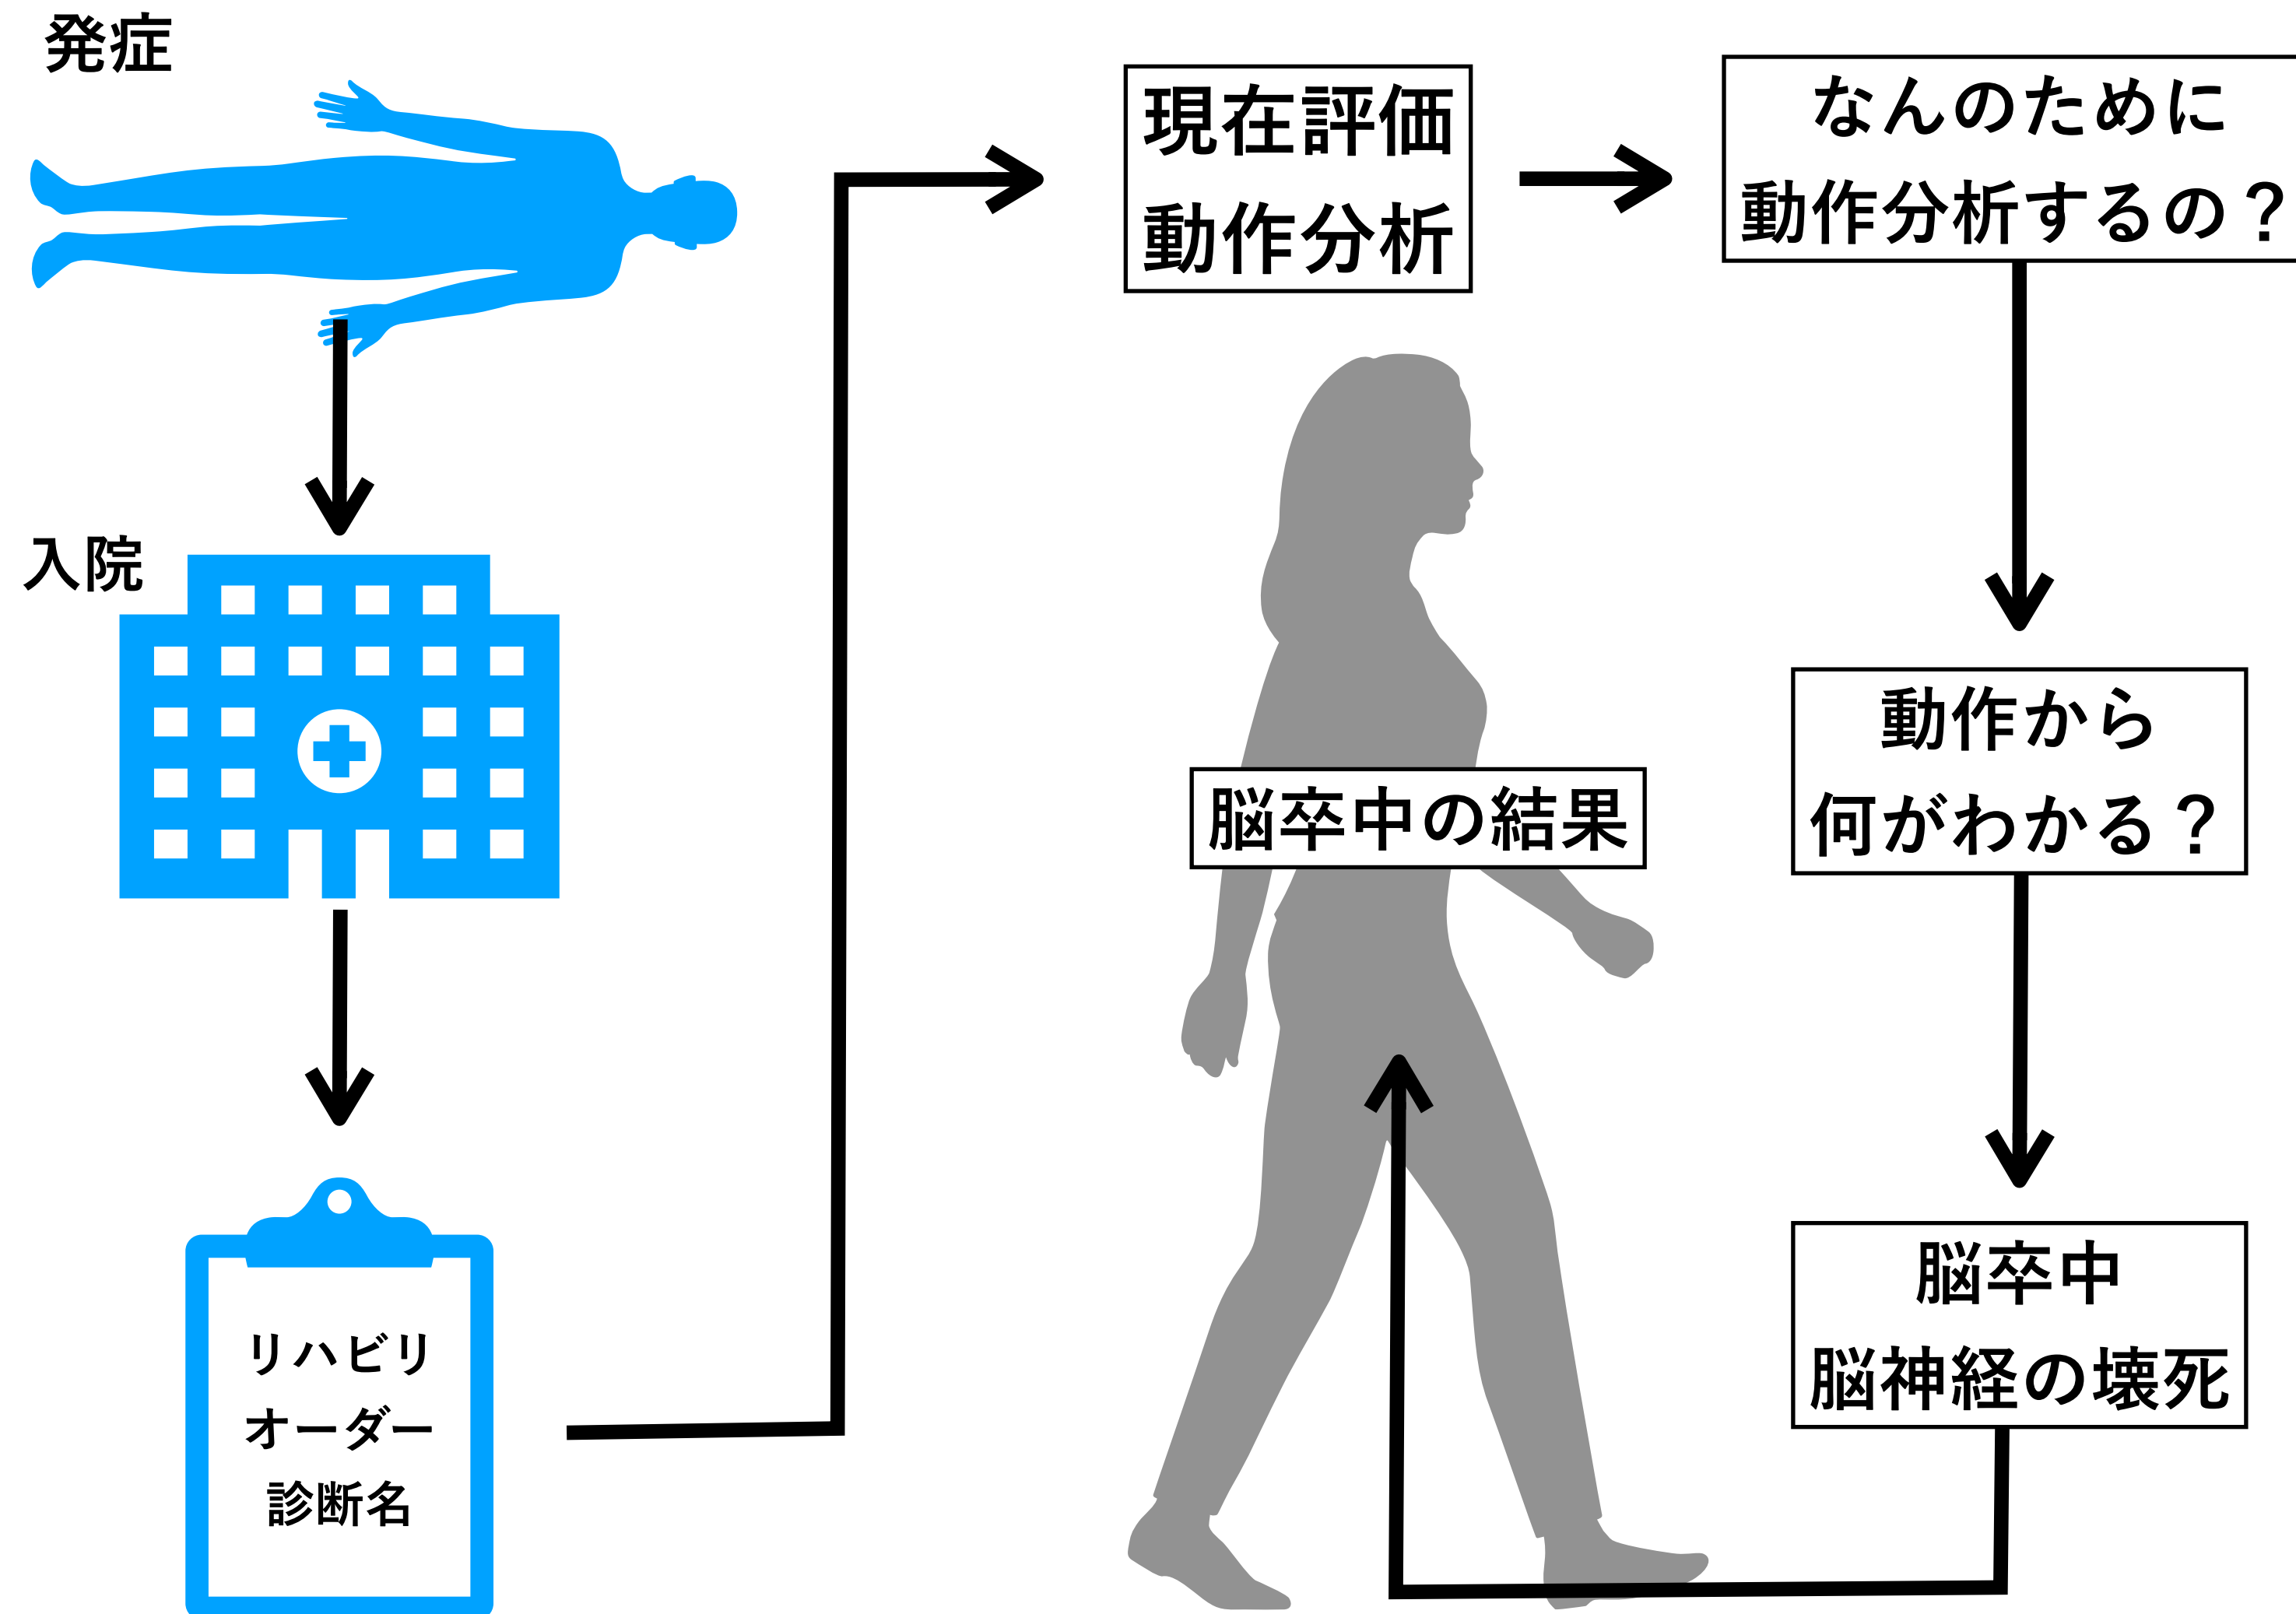 発症
入院
リハビリ
オーダー
診断名
現在評価
動作分析
なんのために
動作分析するの？
動作から
何がわかる？
脳卒中
脳神経の壊死
脳卒中の結果